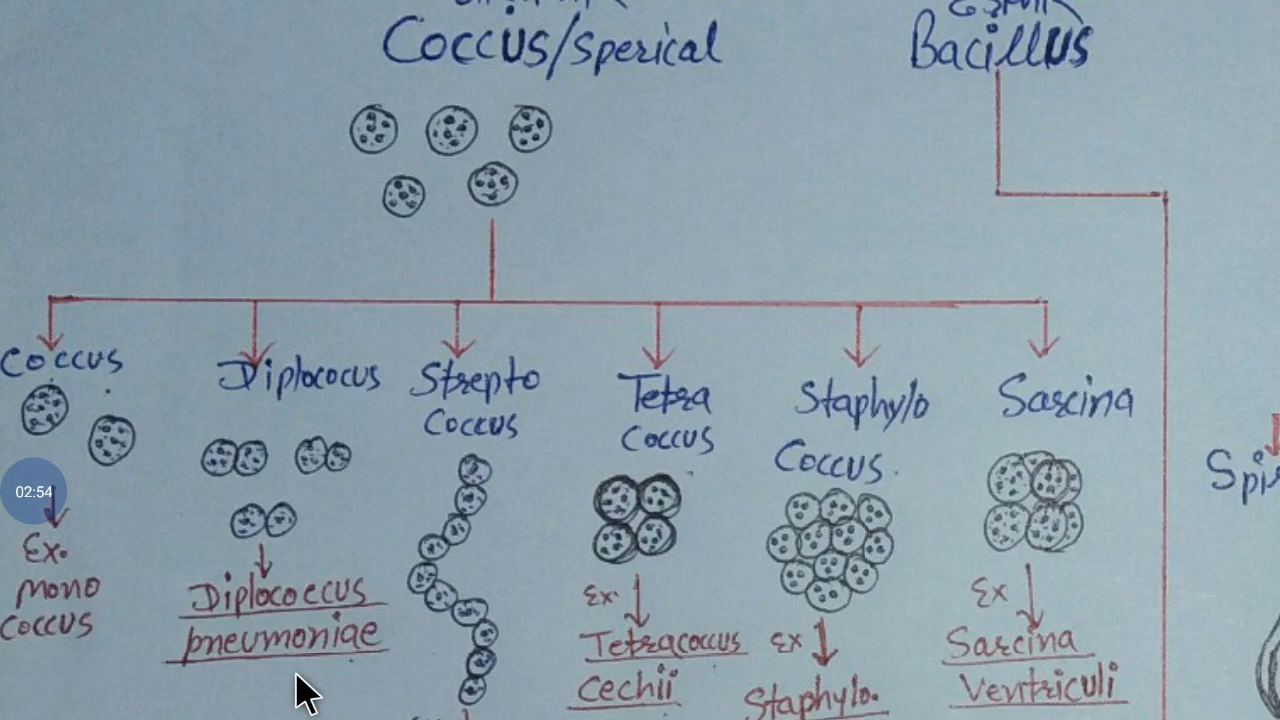 Coccus/sperical
Bacillus
Coccus
Diplococus
Strepto
Coccus
Tetra
Coccus
Staphylo
Coccus.
Sarcina
02:54
Ex.
mono
coccus
Diplococcus
pneumoniae
Ex.
Tetracoccus
Cechii
Ex
Staphylo.
Ex
Sarcina
Ventriculi